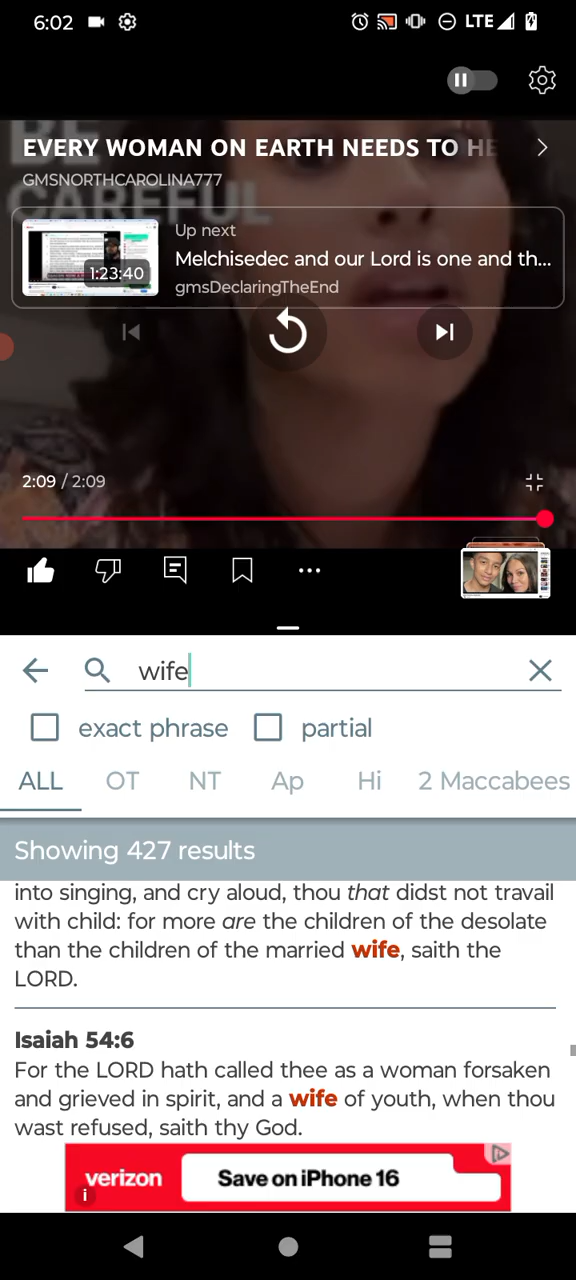 6:02
LTE
BE
CAREFUL
EVERY WOMAN ON EARTH NEEDS TO HE
GMSNORTHCAROLINA777
Up next
Melchisedec and our Lord is one and th...
gmsDeclaringTheEnd
1:23:40
2:09 / 2:09
wife
exact phrase
partial
ALL OT NT Ap Hi 2 Maccabees
Showing 427 results
into singing, and cry aloud, thou that didst not travail
with child: for more are the children of the desolate
than the children of the married wife, saith the
LORD.
Isaiah 54:6
For the LORD hath called thee as a woman forsaken
and grieved in spirit, and a wife of youth, when thou
wast refused, saith thy God.
verizon
Save on iPhone 16